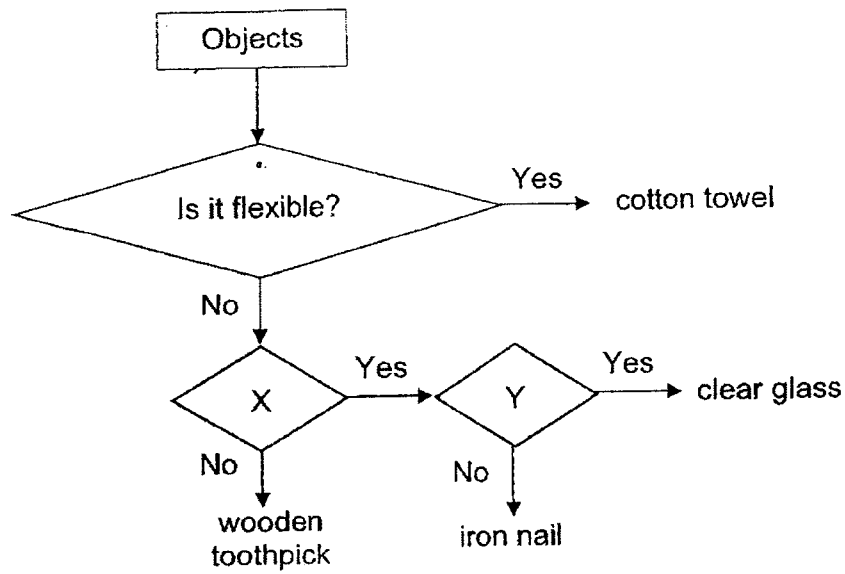 Objects
Is it flexible?
Yes
cotton towel
No
X
Yes
Y
Yes
clear glass
No
wooden
toothpick
No
iron nail